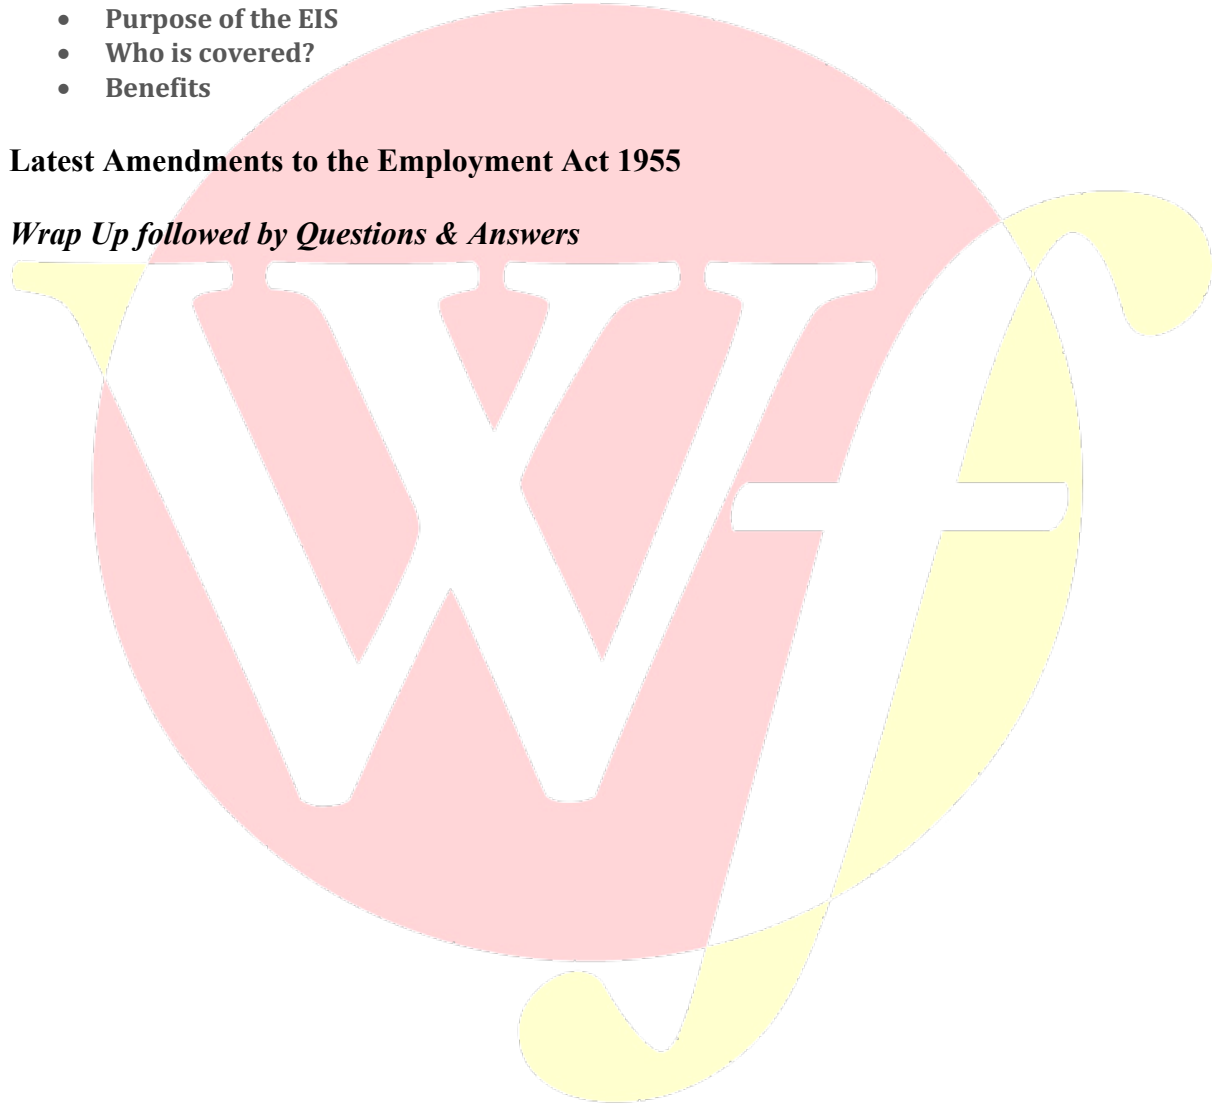 • Purpose of the EIS
• Who is covered?
• Benefits
Latest Amendments to the Employment Act 1955
Wrap Up followed by Questions & Answers
Wf